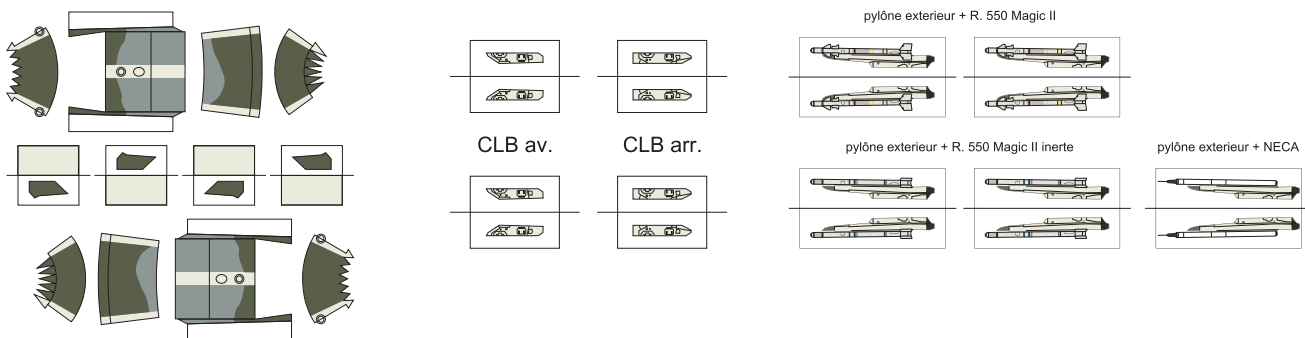 pylône exterieur + R. 550 Magic II
CLB av.
CLB arr.
pylône exterieur + R. 550 Magic II inerte
pylône exterieur + NECA